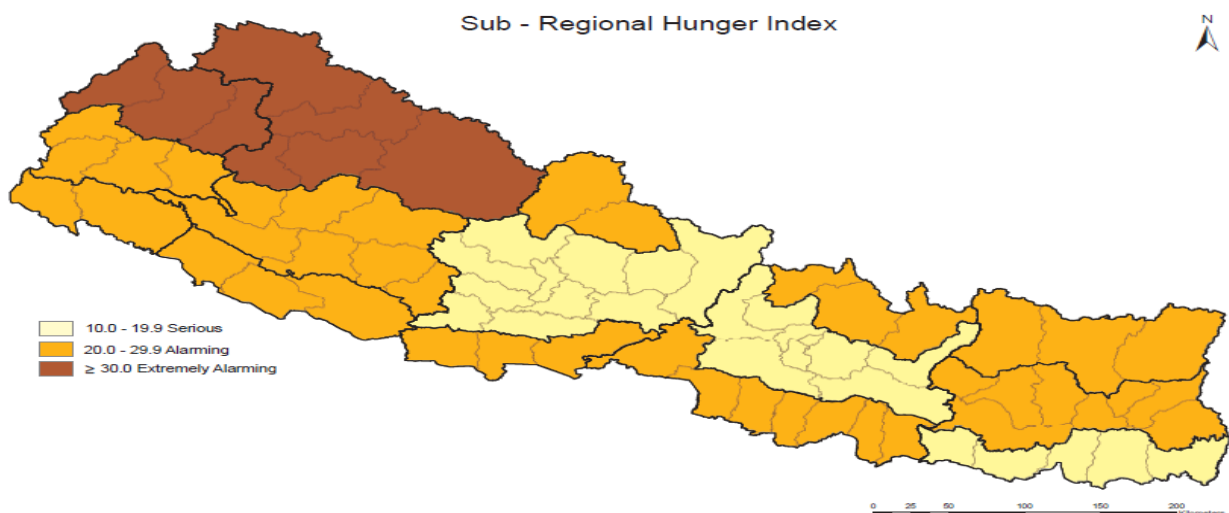 Sub - Regional Hunger Index
N
10.0 - 19.9 Serious
20.0 - 29.9 Alarming
≥ 30.0 Extremely Alarming
0 25 50 100 150 200
Kilometers